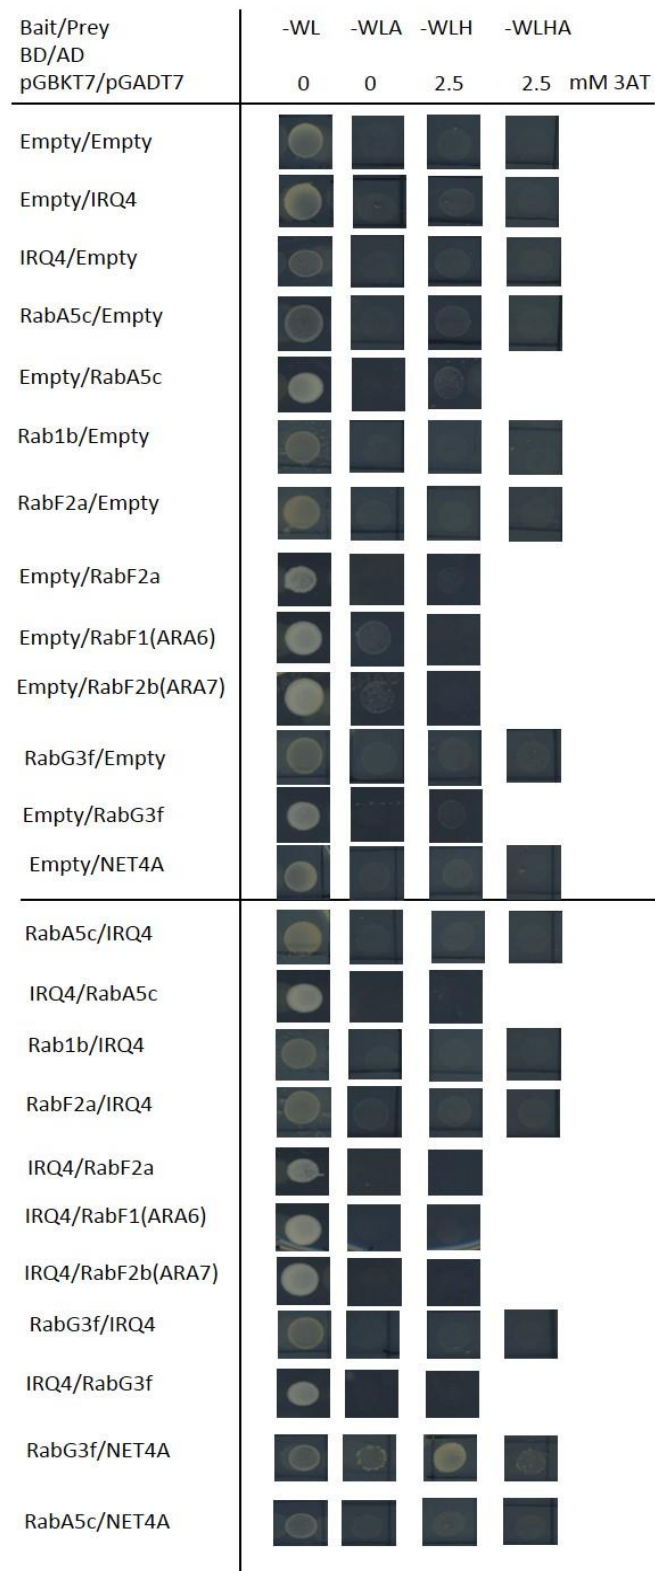 Bait/Prey -WL -WLA -WLH -WLHA
BD/AD
pGBKT7/pGADT7 0 0 2.5 2.5 mM 3AT
Empty/Empty
Empty/IRQ4
IRQ4/Empty
RabA5c/Empty
Empty/RabA5c
Rab1b/Empty
RabF2a/Empty
Empty/RabF2a
Empty/RabF1(ARA6)
Empty/RabF2b(ARA7)
RabG3f/Empty
Empty/RabG3f
Empty/NET4A
RabA5c/IRQ4
IRQ4/RabA5c
Rab1b/IRQ4
RabF2a/IRQ4
IRQ4/RabF2a
IRQ4/RabF1(ARA6)
IRQ4/RabF2b(ARA7)
RabG3f/IRQ4
IRQ4/RabG3f
RabG3f/NET4A
RabA5c/NET4A